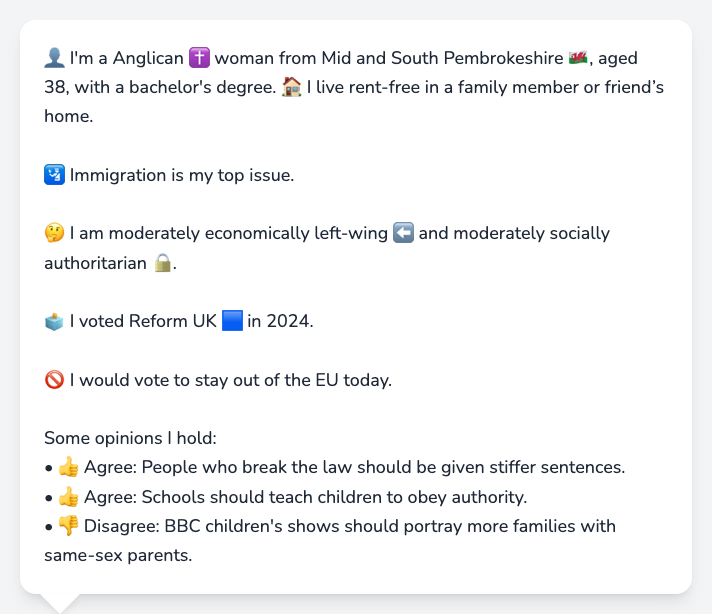 👤 I'm a Anglican ✝️ woman from Mid and South Pembrokeshire 🏴󠁧󠁢󠁷󠁬󠁳󠁿, aged
38, with a bachelor's degree. 🏠 I live rent-free in a family member or friend’s
home.
🛂 Immigration is my top issue.
🤔 I am moderately economically left-wing ⬅️ and moderately socially
authoritarian 🔒.
🗳️ I voted Reform UK 🟦 in 2024.
🚫 I would vote to stay out of the EU today.
Some opinions I hold:
• 👍 Agree: People who break the law should be given stiffer sentences.
• 👍 Agree: Schools should teach children to obey authority.
• 👎 Disagree: BBC children's shows should portray more families with
same-sex parents.